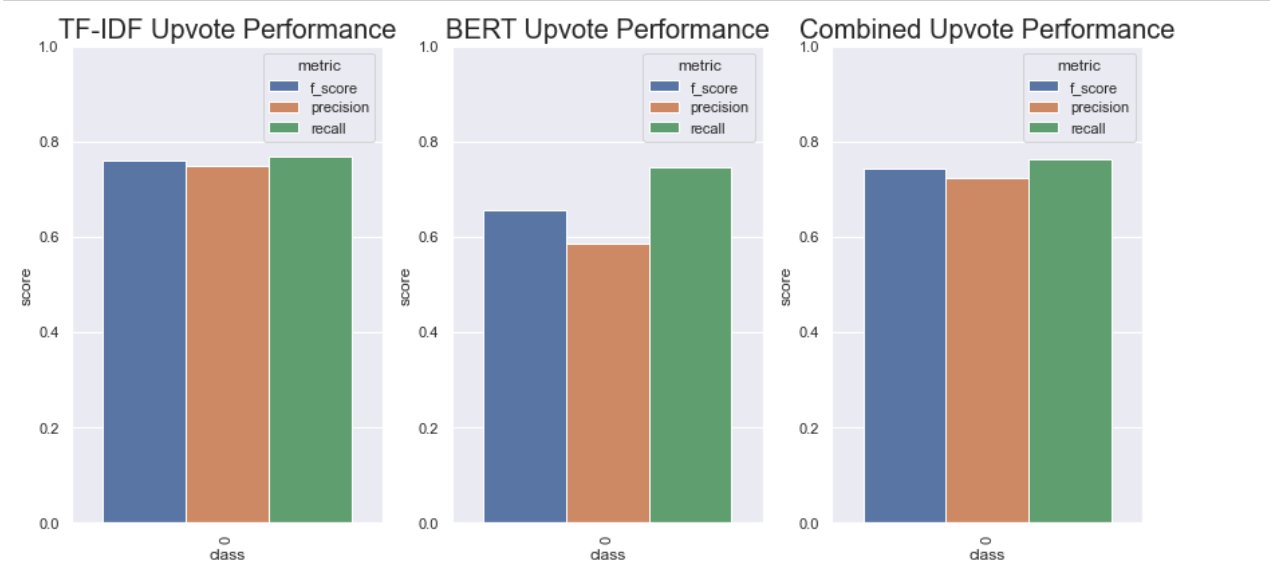 TF-IDF Upvote Performance
1.0
0.8
0.6
0.4
0.2
0.0
score
metric
f_score
precision
recall
0
class
BERT Upvote Performance
1.0
0.8
0.6
0.4
0.2
0.0
score
metric
f_score
precision
recall
0
class
Combined Upvote Performance
1.0
0.8
0.6
0.4
0.2
0.0
score
metric
f_score
precision
recall
0
class